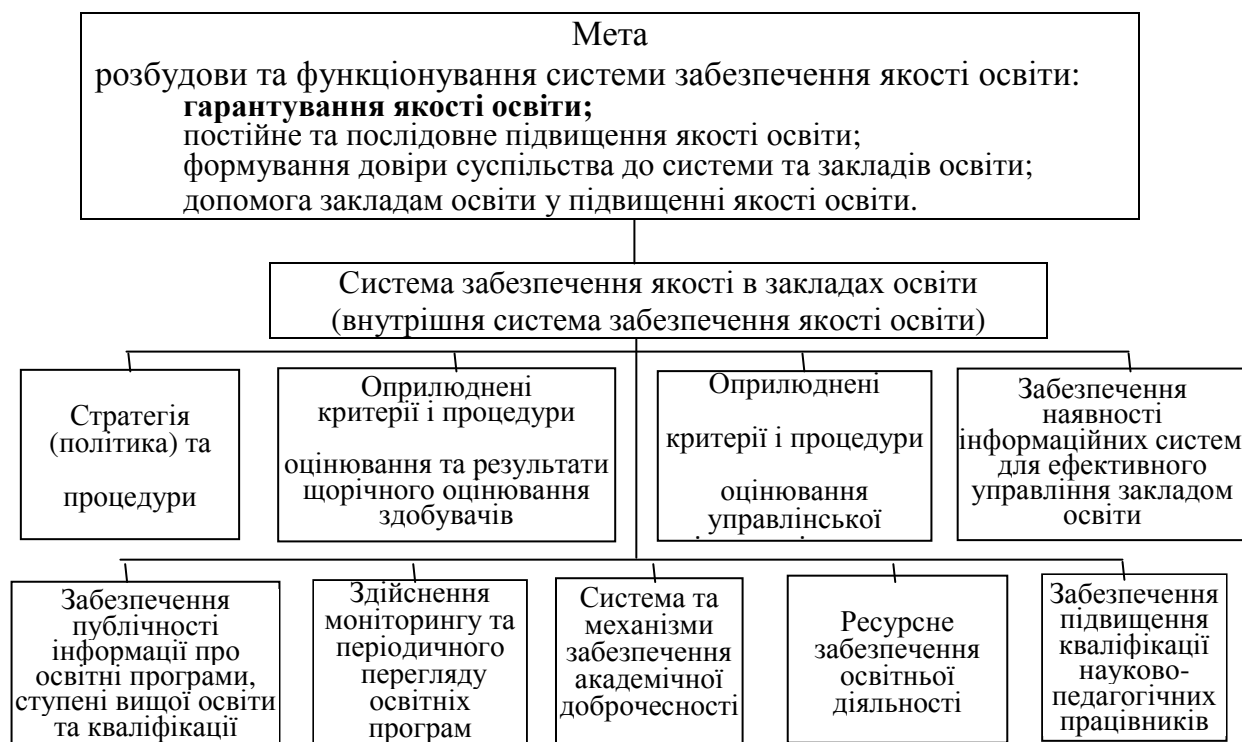 Мета
розбудови та функціонування системи забезпечення якості освіти:
гарантування якості освіти;
постійне та послідовне підвищення якості освіти;
формування довіри суспільства до системи та закладів освіти;
допомога закладам освіти у підвищенні якості освіти.
Система забезпечення якості в закладах освіти
(внутрішня система забезпечення якості освіти)
Стратегія
(політика) та
процедури
Оприлюднені
критерії і процедури
оцінювання та результати
щорічного оцінювання
здобувачів
Оприлюднені
критерії і процедури
оцінювання
управлінської
Забезпечення
наявності
інформаційних систем
для ефективного
управління закладом
освіти
Забезпечення
публічності
інформації про
освітні програми,
ступені вищої освіти
та кваліфікації
Здійснення
моніторингу та
періодичного
перегляду
освітніх
програм
Система та
механізми
забезпечення
академічної
доброчесності
Ресурсне
забезпечення
освітньої
діяльності
Забезпечення
підвищення
кваліфікації
науково-
педагогічних
працівників